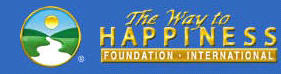 The Way to
HAPPINESS
FOUNDATION • INTERNATIONAL
®